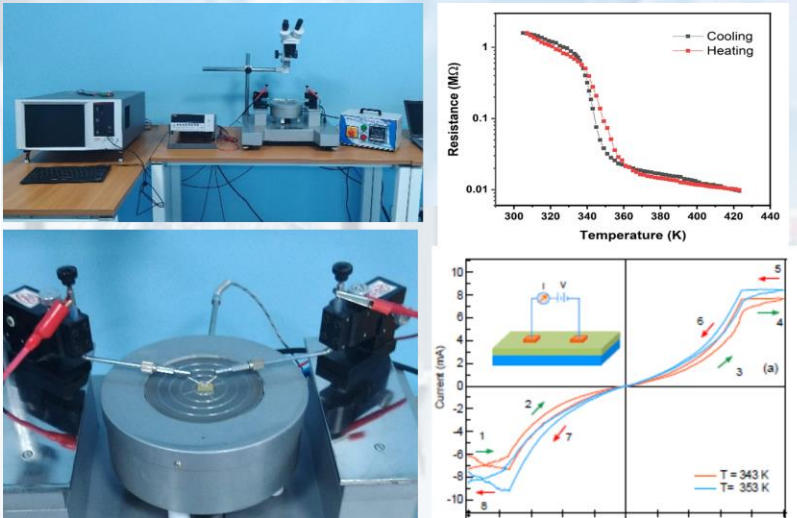 Cooling
Heating
Resistance (MΩ)
1
0.1
0.01
300 320 340 360 380 400 420 440
Temperature (K)
Current (mA)
10
8
6
4
2
0
-2
-4
-6
-8
-10
I V
5
6
4
3
(a)
2
1
7
8
T = 343 K
T= 353 K